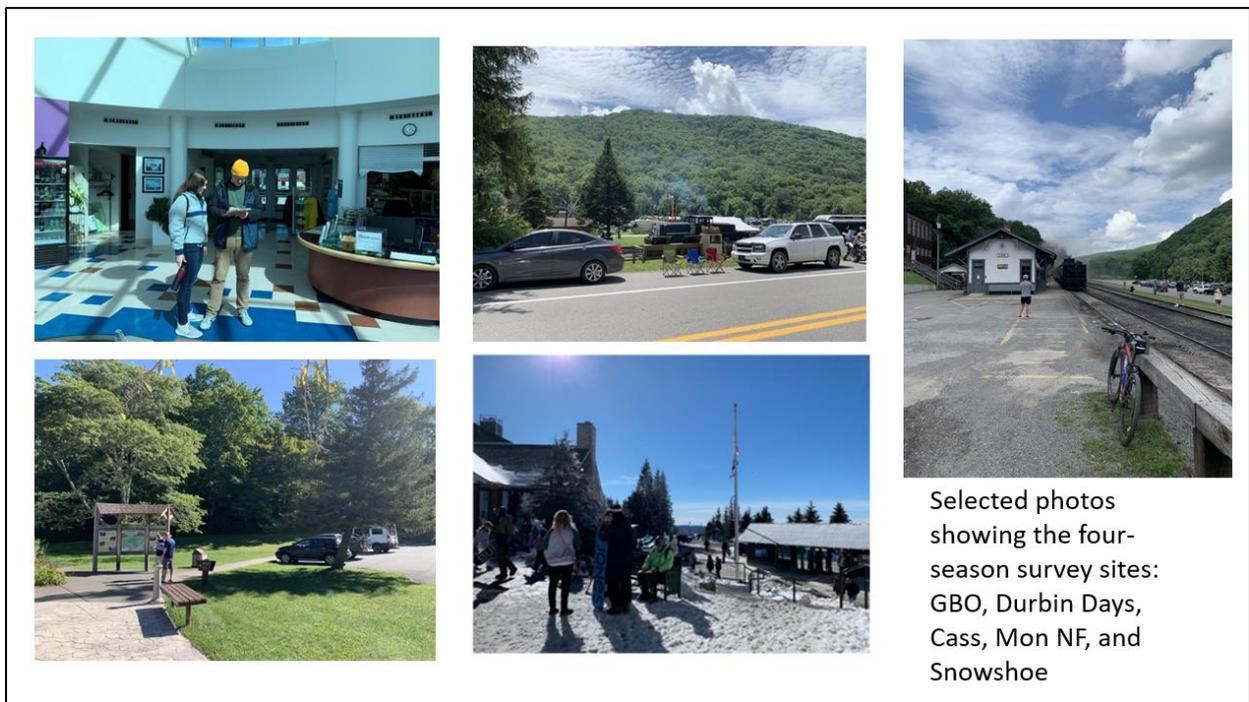 Selected photos
showing the four-
season survey sites:
GBO, Durbin Days,
Cass, Mon NF, and
Snowshoe